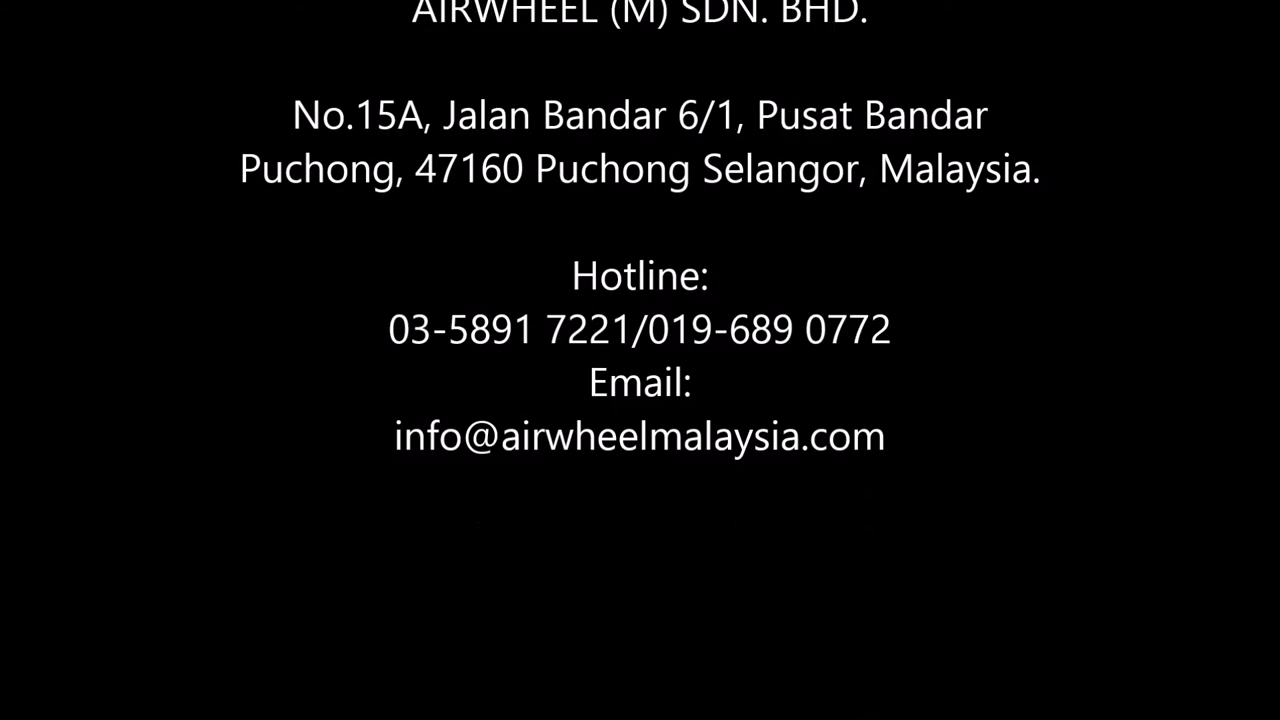 AIRWHEEL (M) SDN. BHD.
No.15A, Jalan Bandar 6/1, Pusat Bandar
Puchong, 47160 Puchong Selangor, Malaysia.
Hotline:
03-5891 7221/019-689 0772
Email:
info@airwheelmalaysia.com